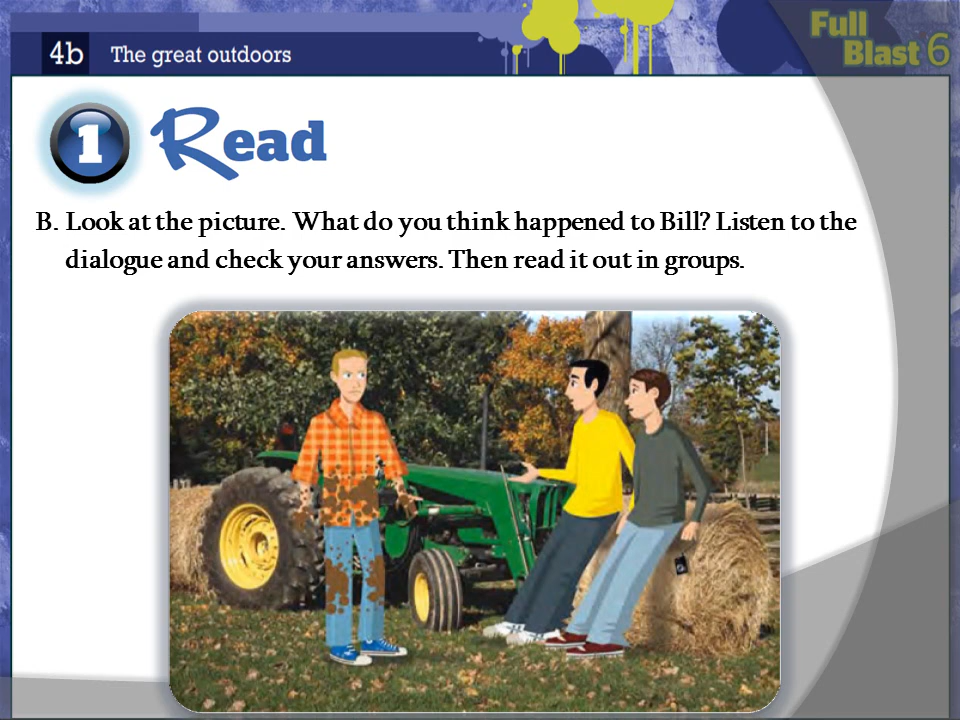 4b The great outdoors
Full
Blast 6
1 Read
B. Look at the picture. What do you think happened to Bill? Listen to the
dialogue and check your answers. Then read it out in groups.